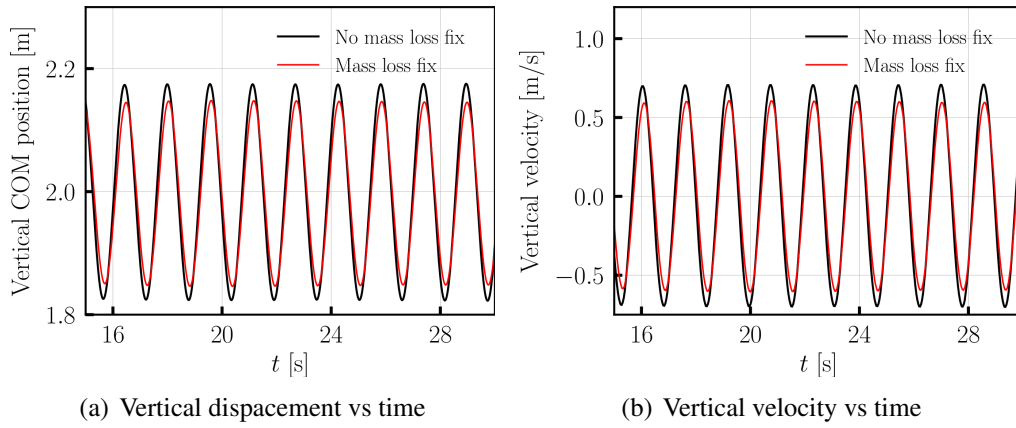 No mass loss fix
Mass loss fix
Vertical COM position [m]
2.2
2.0
1.8
16 20 24 28
t [s]
(a) Vertical dispacement vs time
No mass loss fix
Mass loss fix
Vertical velocity [m/s]
1.0
0.5
0.0
−0.5
16 20 24 28
t [s]
(b) Vertical velocity vs time